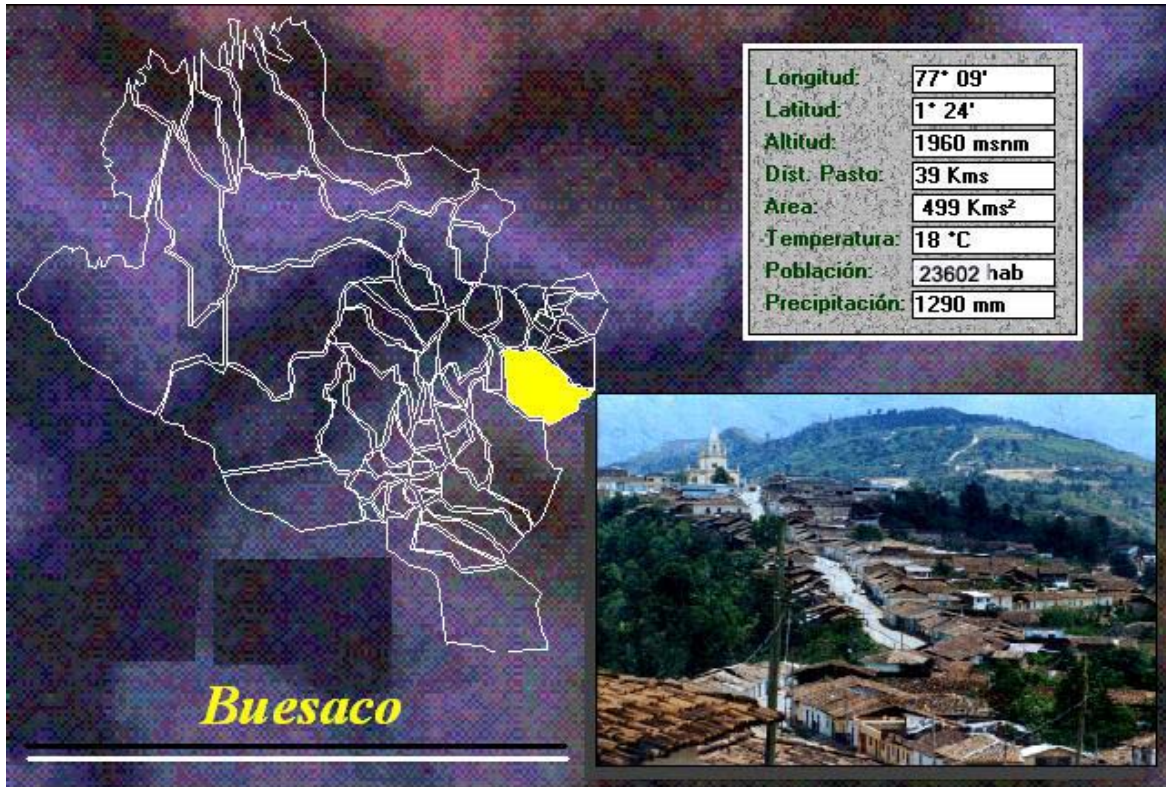 Longitud: 77° 09'
Latitud: 1° 24'
Altitud: 1960 msnm
Dist. Pasto: 39 Kms
Area: 499 Kms²
Temperatura: 18 °C
Población: 23602 hab
Precipitación: 1290 mm
Buesaco